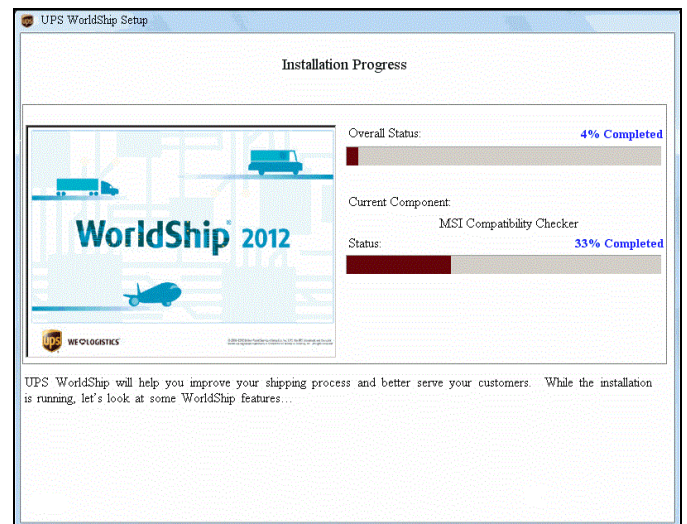 UPS WorldShip Setup
Installation Progress
Overall Status:
4% Completed
Current Component:
MSI Compatibility Checker
Status:
33% Completed
WorldShip® 2012
ups WE ♡ LOGISTICS
UPS WorldShip will help you improve your shipping process and better serve your customers. While the installation
is running, let's look at some WorldShip features...